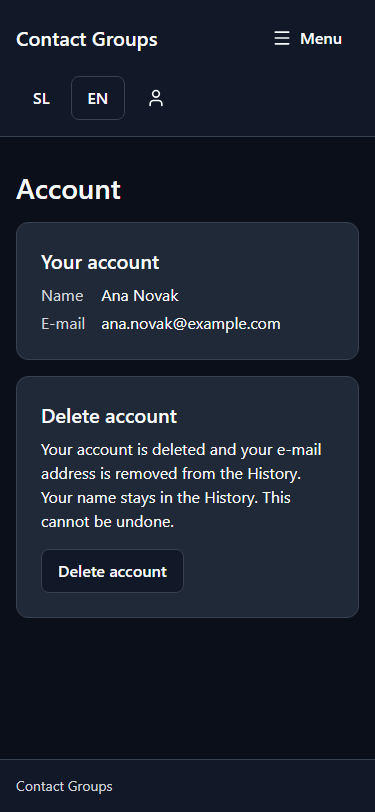 Contact Groups
Menu
SL
EN
Account
Your account
Name Ana Novak
E-mail ana.novak@example.com
Delete account
Your account is deleted and your e-mail
address is removed from the History.
Your name stays in the History. This
cannot be undone.
Delete account
Contact Groups